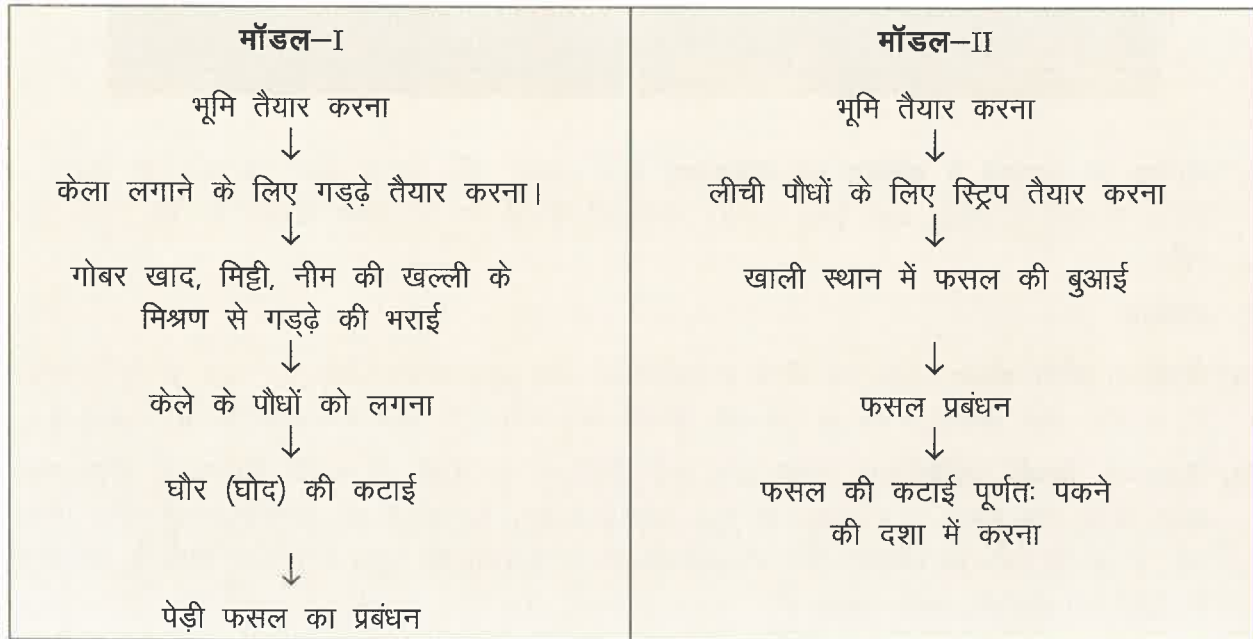 मॉडल–I
भूमि तैयार करना
↓
केला लगाने के लिए गड्ढ़े तैयार करना।
↓
गोबर खाद, मिट्टी, नीम की खल्ली के
मिश्रण से गड्ढ़े की भराई
↓
केले के पौधों को लगना
↓
घौर (घोद) की कटाई
↓
पेड़ी फसल का प्रबंधन
मॉडल–II
भूमि तैयार करना
↓
लीची पौधों के लिए स्ट्रिप तैयार करना
↓
खाली स्थान में फसल की बुआई
↓
फसल प्रबंधन
↓
फसल की कटाई पूर्णतः पकने
की दशा में करना